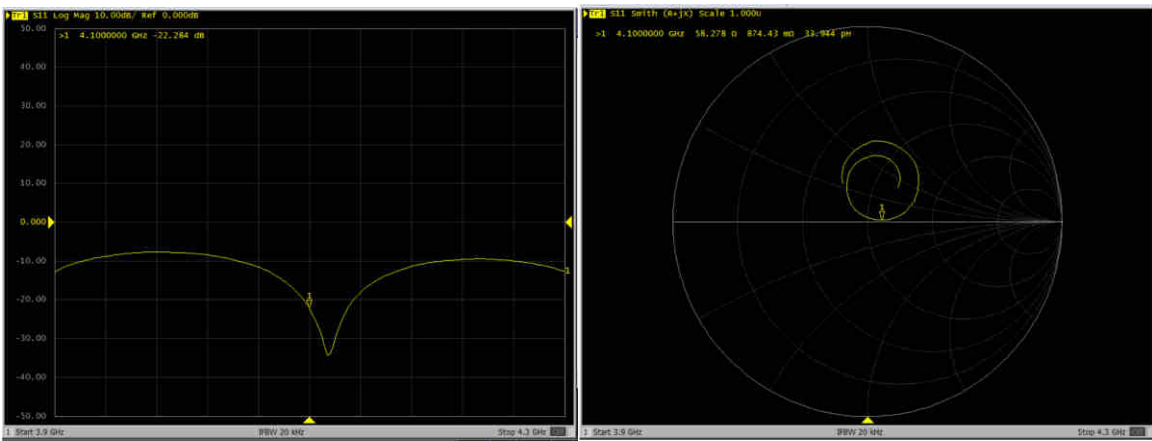 Tr1 S11 Log Mag 10.00dB/ Ref 0.000dB
50.00
>1 4.1000000 GHz -22.284 dB
40.00
30.00
20.00
10.00
0.000
-10.00
1
-20.00
1
-30.00
-40.00
-50.00
1 Start 3.9 GHz IFBW 20 kHz Stop 4.3 GHz
Tr1 S11 Smith (R+jX) Scale 1.000U
>1 4.1000000 GHz 58.278 Ω 874.43 mΩ 33.944 pH
1
1 Start 3.9 GHz IFBW 20 kHz Stop 4.3 GHz